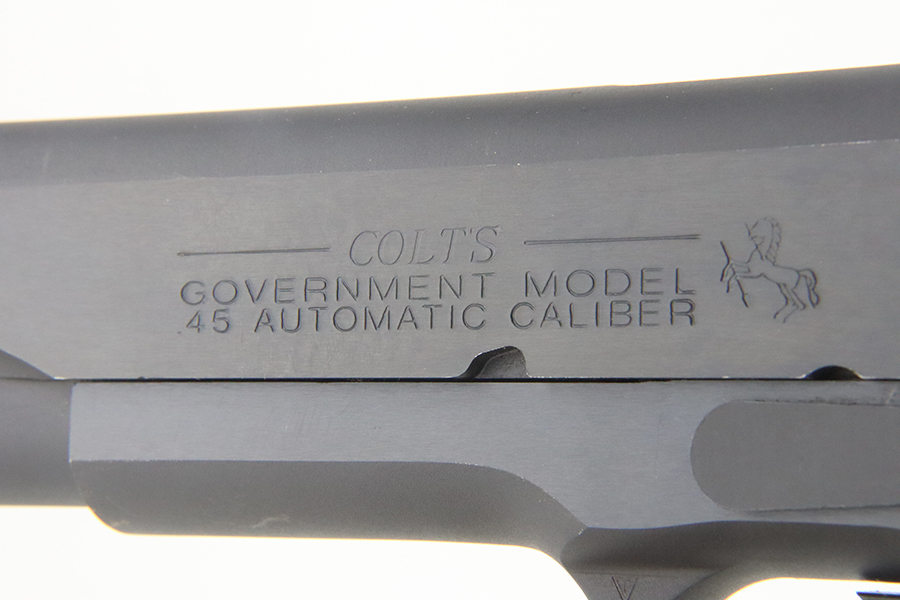 COLT'S
GOVERNMENT MODEL
.45 AUTOMATIC CALIBER
V